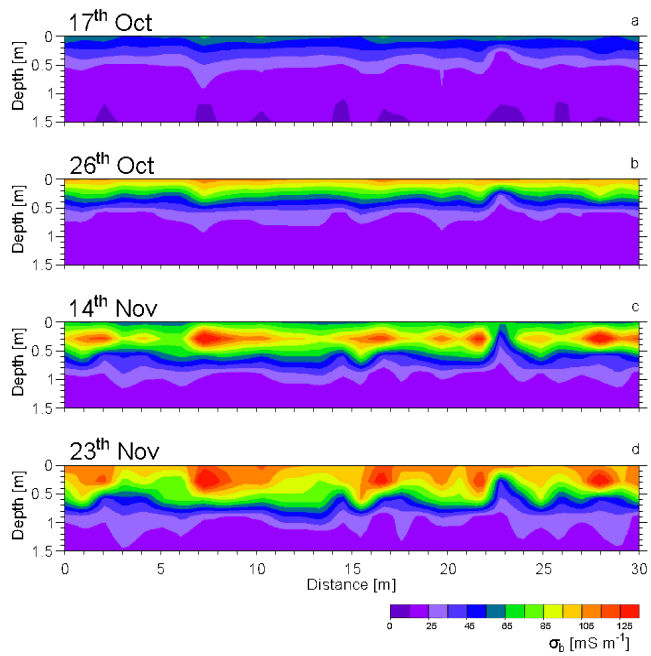 17th Oct
a
Depth [m]
0
0.5
1
1.5
26th Oct
b
Depth [m]
0
0.5
1
1.5
14th Nov
c
Depth [m]
0
0.5
1
1.5
23th Nov
d
Depth [m]
0
0.5
1
1.5
0 5 10 15 20 25 30
Distance [m]
0 25 45 65 85 105
σb [mS m-1]